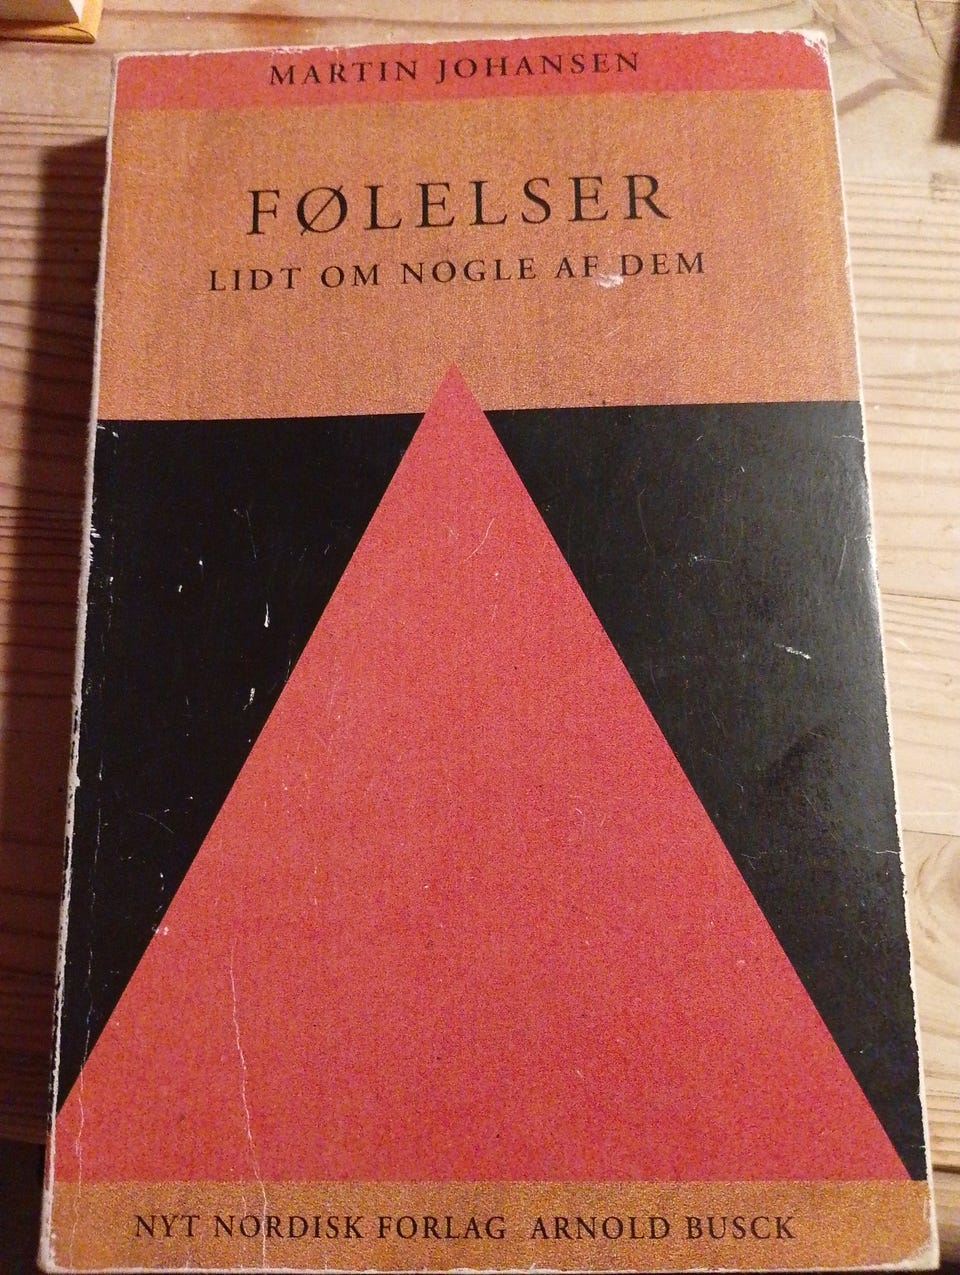 MARTIN JOHANSEN
FØLELSER
LIDT OM NOGLE AF DEM
NYT NORDISK FORLAG ARNOLD BUSCK